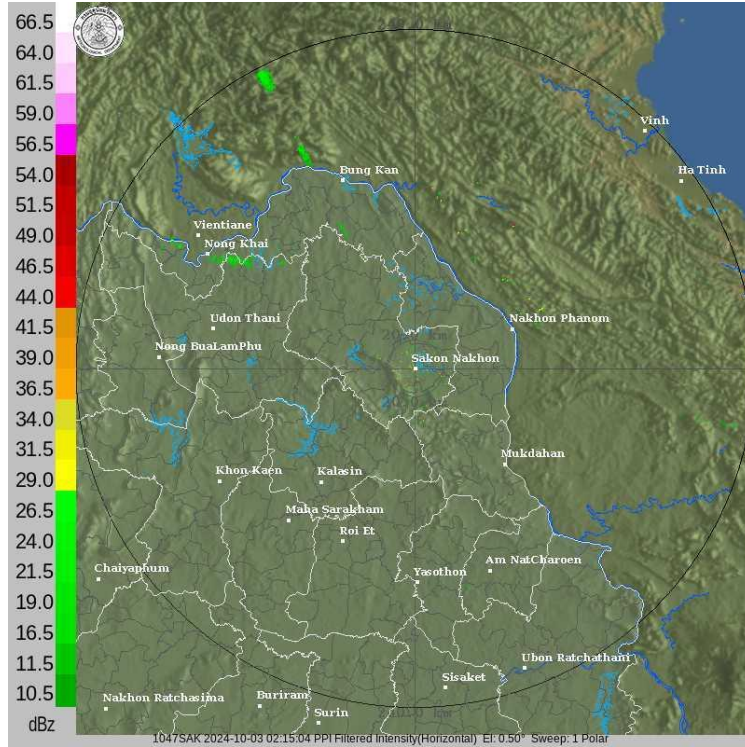 66.5
64.0
61.5
59.0
56.5
54.0
51.5
49.0
46.5
44.0
41.5
39.0
36.5
34.0
31.5
29.0
26.5
24.0
21.5
19.0
16.5
11.5
10.5
dBz
Vinh
Ha Tinh
Bung Kan
Vientiane
Nong Khai
Udon Thani
Nakhon Phanom
Nong BuaLamPhu
Sakon Nakhon
Mukdahan
Khon Kaen
Kalasin
Maha Sarakham
Roi Et
Chaiyaphum
Yasothon
Am NatCharoen
Ubon Ratchathani
Sisaket
Nakhon Ratchasima
Buriram
Surin
1047SAK 2024-10-03 02:15:04 PPI Filtered Intensity(Horizontal) El: 0.50° Sweep: 1 Polar